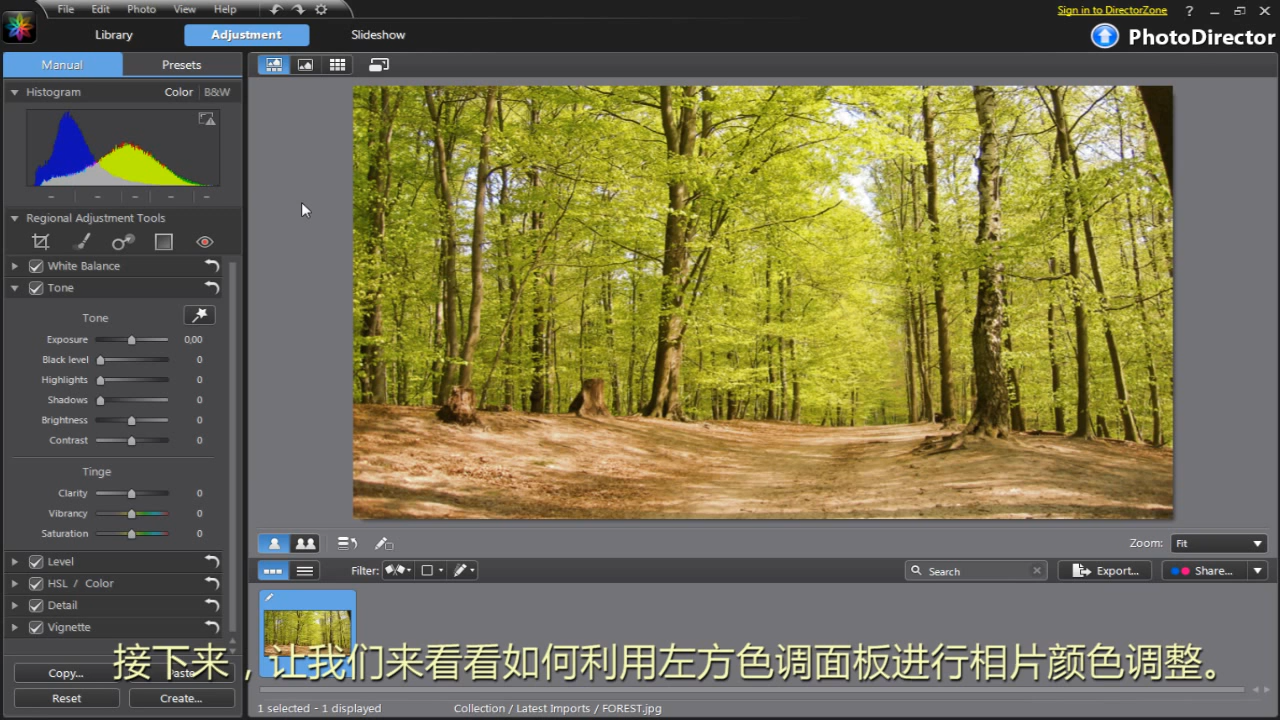 File Edit Photo View Help
Sign in to DirectorZone ?
Library Adjustment Slideshow
PhotoDirector
Manual Presets
Histogram Color B&W
Regional Adjustment Tools
White Balance
Tone
Tone
Exposure 0,00
Black level 0
Highlights 0
Shadows 0
Brightness 0
Contrast 0
Tinge
Clarity 0
Vibrancy 0
Saturation 0
Level
HSL / Color
Detail
Vignette
Zoom: Fit
Filter: Search Export... Share...
接下来，让我们来看看如何利用左方色调面板进行相片颜色调整。
Copy... Paste
Reset Create...
1 selected - 1 displayed Collection / Latest Imports / FOREST.jpg